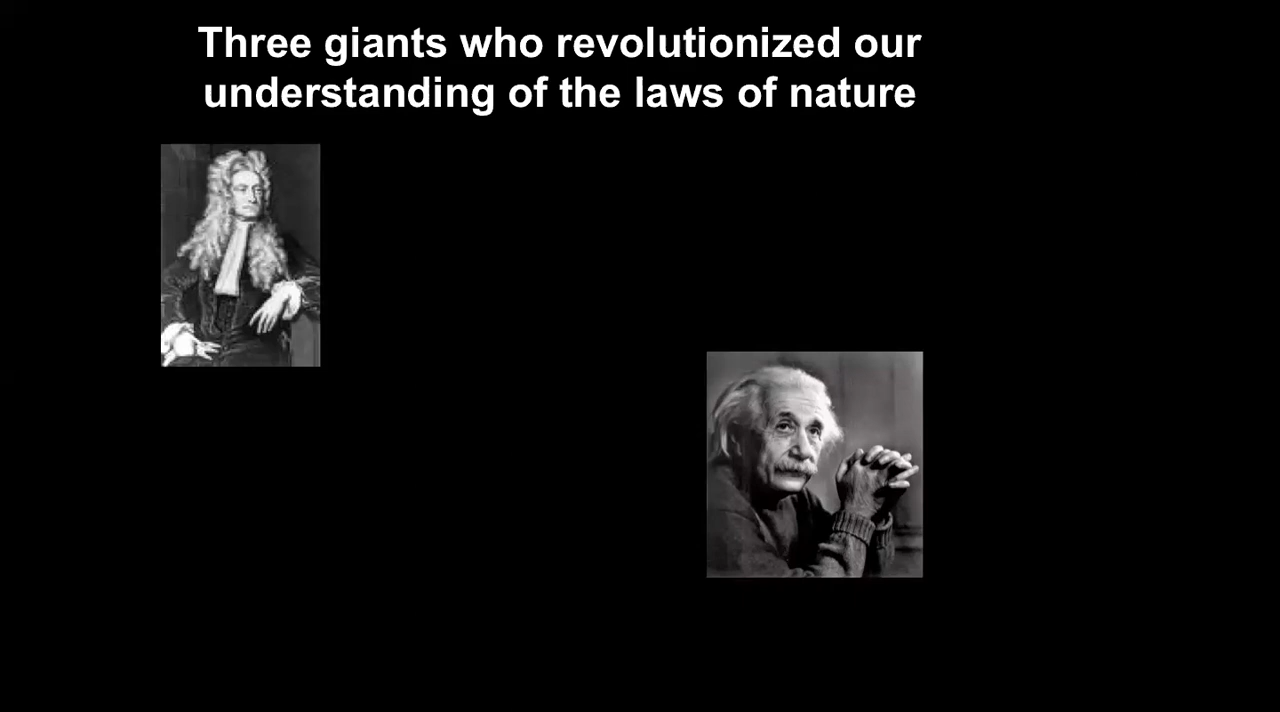 Three giants who revolutionized our
understanding of the laws of nature